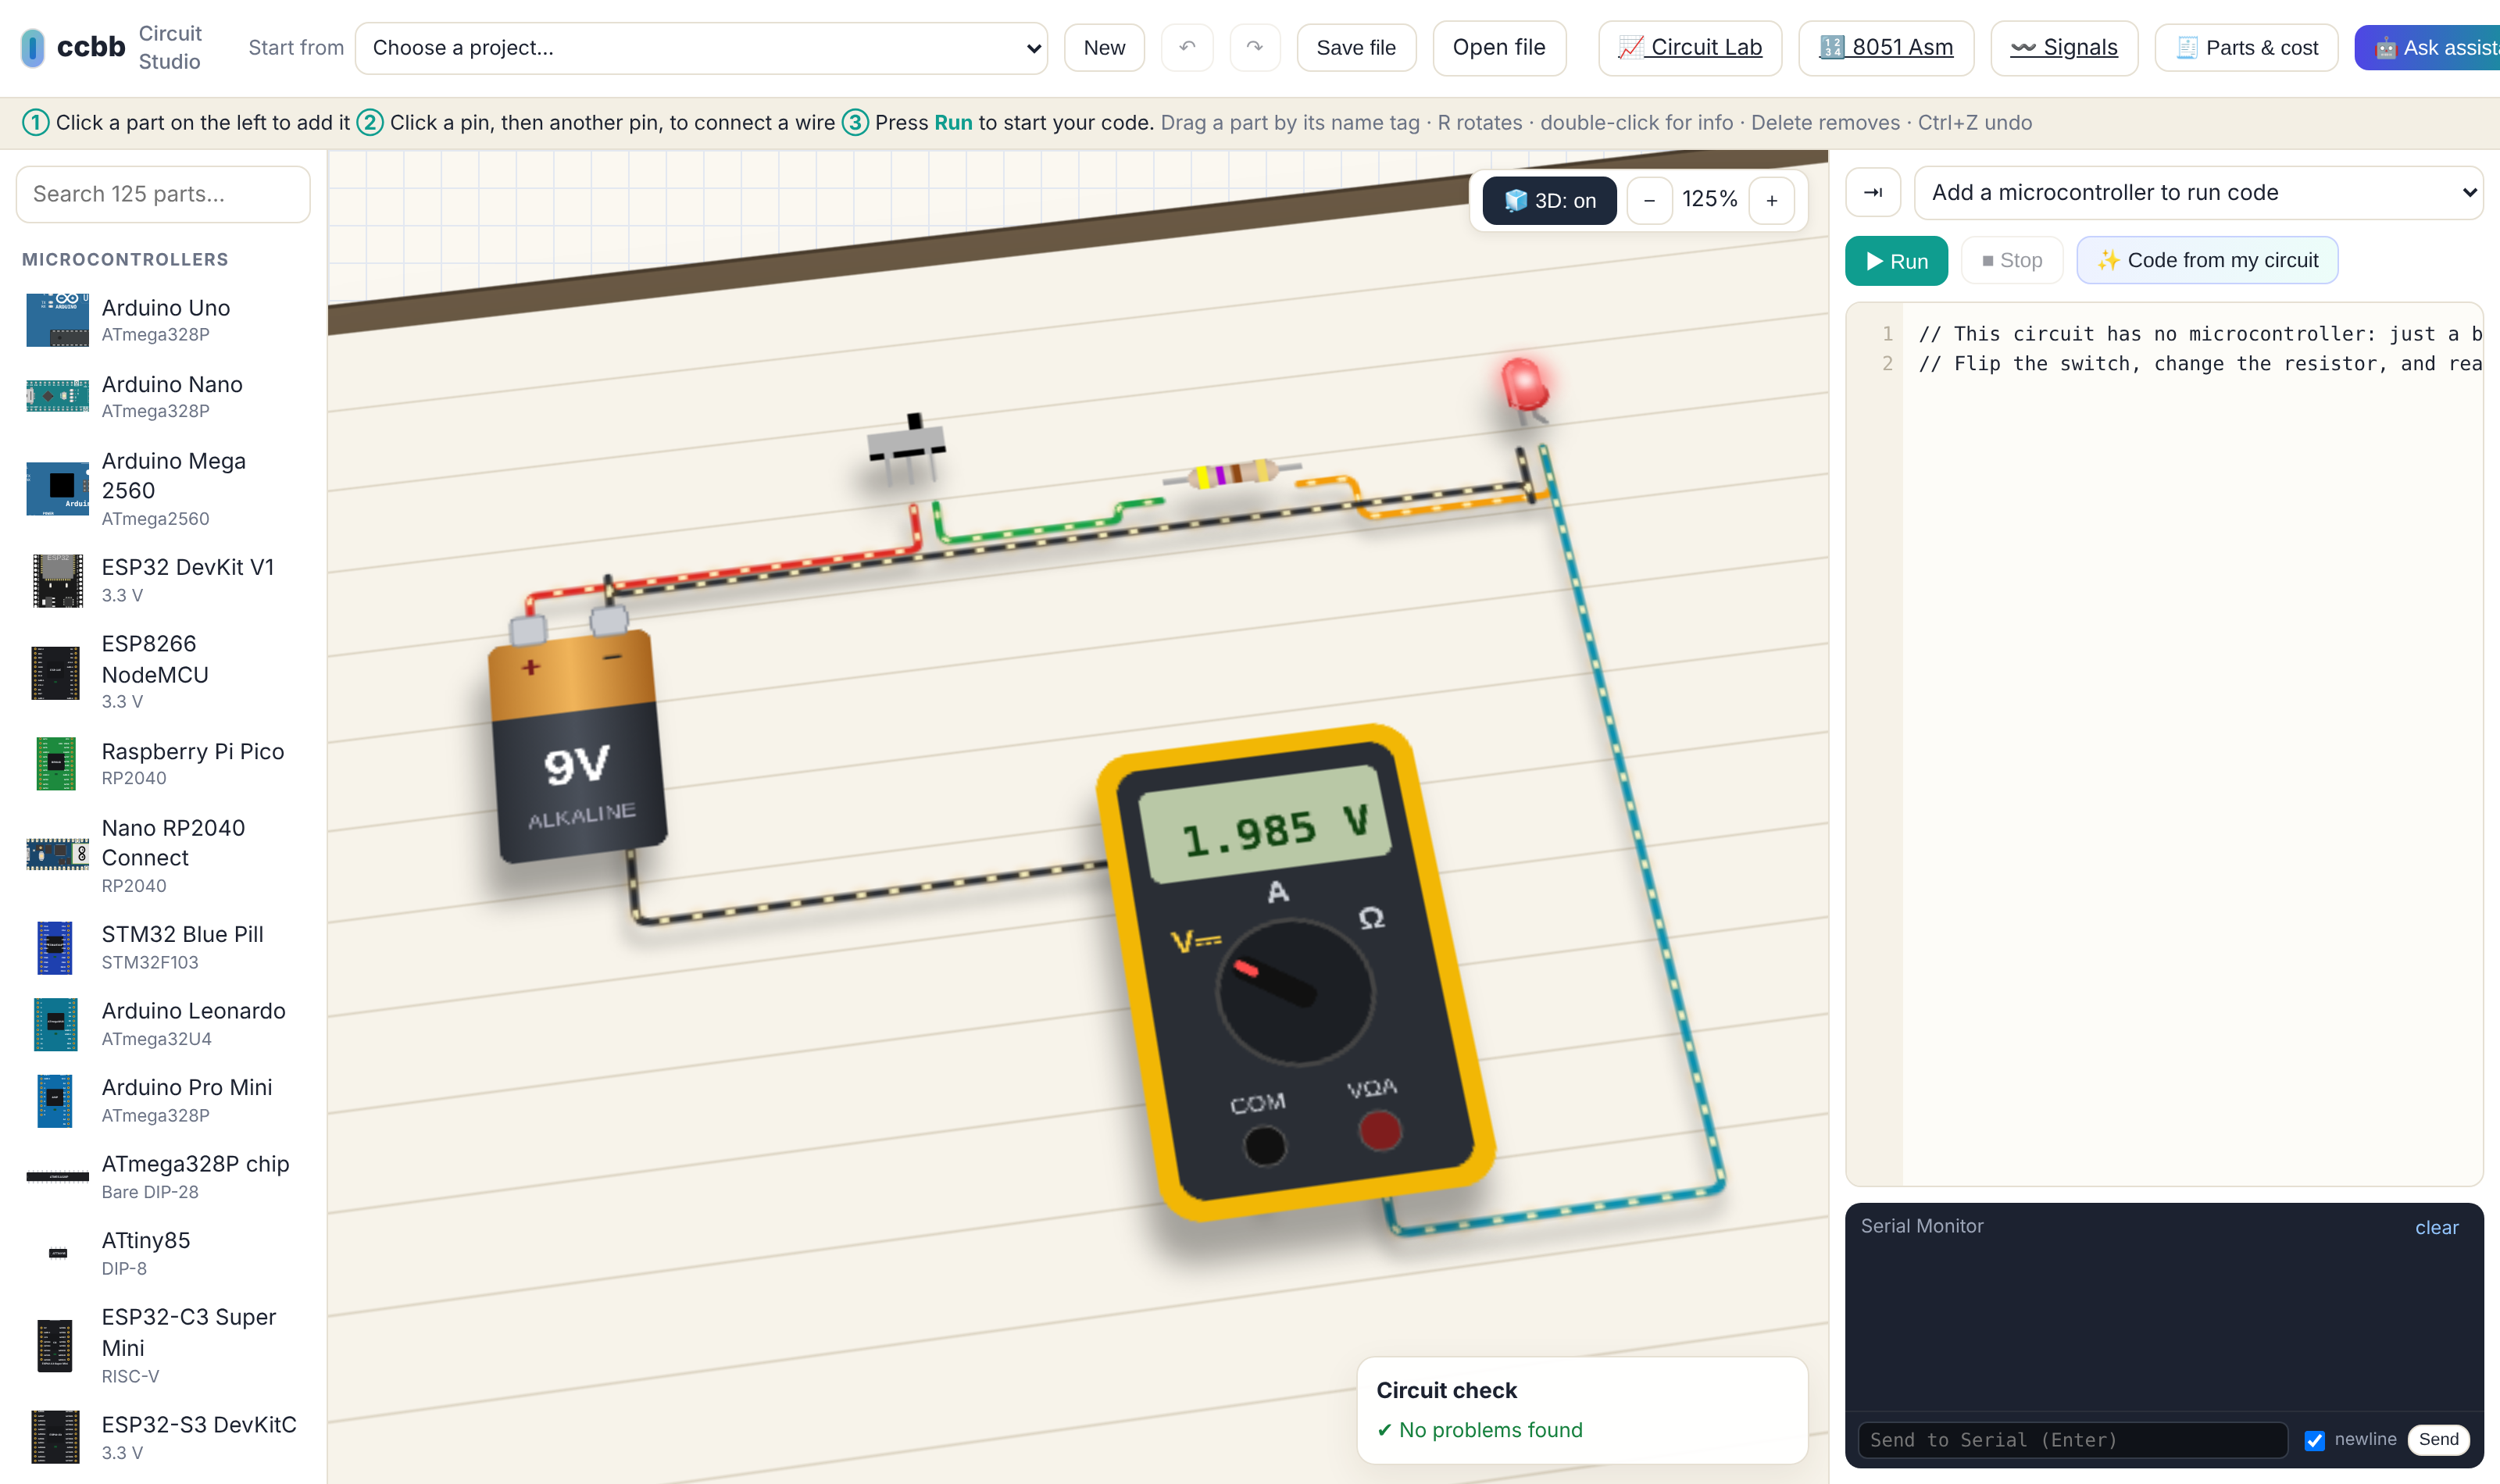 ccbb
Circuit
Studio
Start from
Choose a project...
New
Save file
Open file
Circuit Lab
8051 Asm
Signals
Parts & cost
Ask assist
1 Click a part on the left to add it 2 Click a pin, then another pin, to connect a wire 3 Press Run to start your code. Drag a part by its name tag · R rotates · double-click for info · Delete removes · Ctrl+Z undo
Search 125 parts...
MICROCONTROLLERS
Arduino Uno
ATmega328P
Arduino Nano
ATmega328P
Arduino Mega
2560
ATmega2560
ESP32 DevKit V1
3.3 V
ESP8266
NodeMCU
3.3 V
Raspberry Pi Pico
RP2040
Nano RP2040
Connect
RP2040
STM32 Blue Pill
STM32F103
Arduino Leonardo
ATmega32U4
Arduino Pro Mini
ATmega328P
ATmega328P chip
Bare DIP-28
ATtiny85
DIP-8
ESP32-C3 Super
Mini
RISC-V
ESP32-S3 DevKitC
3.3 V
3D: on
−
125%
+
+ −
9V
ALKALINE
1.985 V
A
V
Ω
COM
VΩA
Circuit check
✔ No problems found
Add a microcontroller to run code
▶ Run
■ Stop
✨ Code from my circuit
1 // This circuit has no microcontroller: just a b
2 // Flip the switch, change the resistor, and rea
Serial Monitor
clear
Send to Serial (Enter)
newline
Send